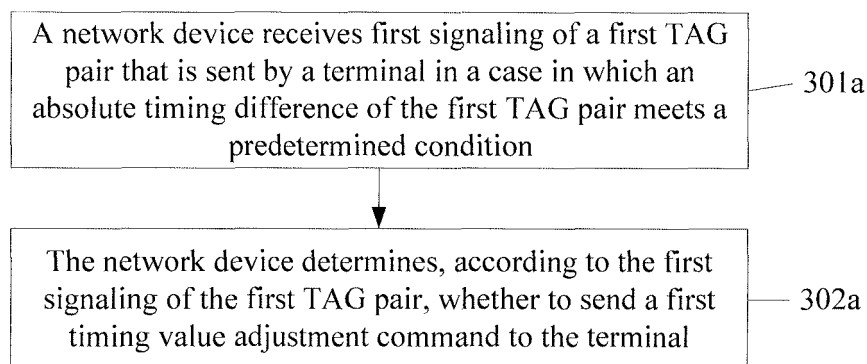 A network device receives first signaling of a first TAG
pair that is sent by a terminal in a case in which an
absolute timing difference of the first TAG pair meets a
predetermined condition
301a
The network device determines, according to the first
signaling of the first TAG pair, whether to send a first
timing value adjustment command to the terminal
302a